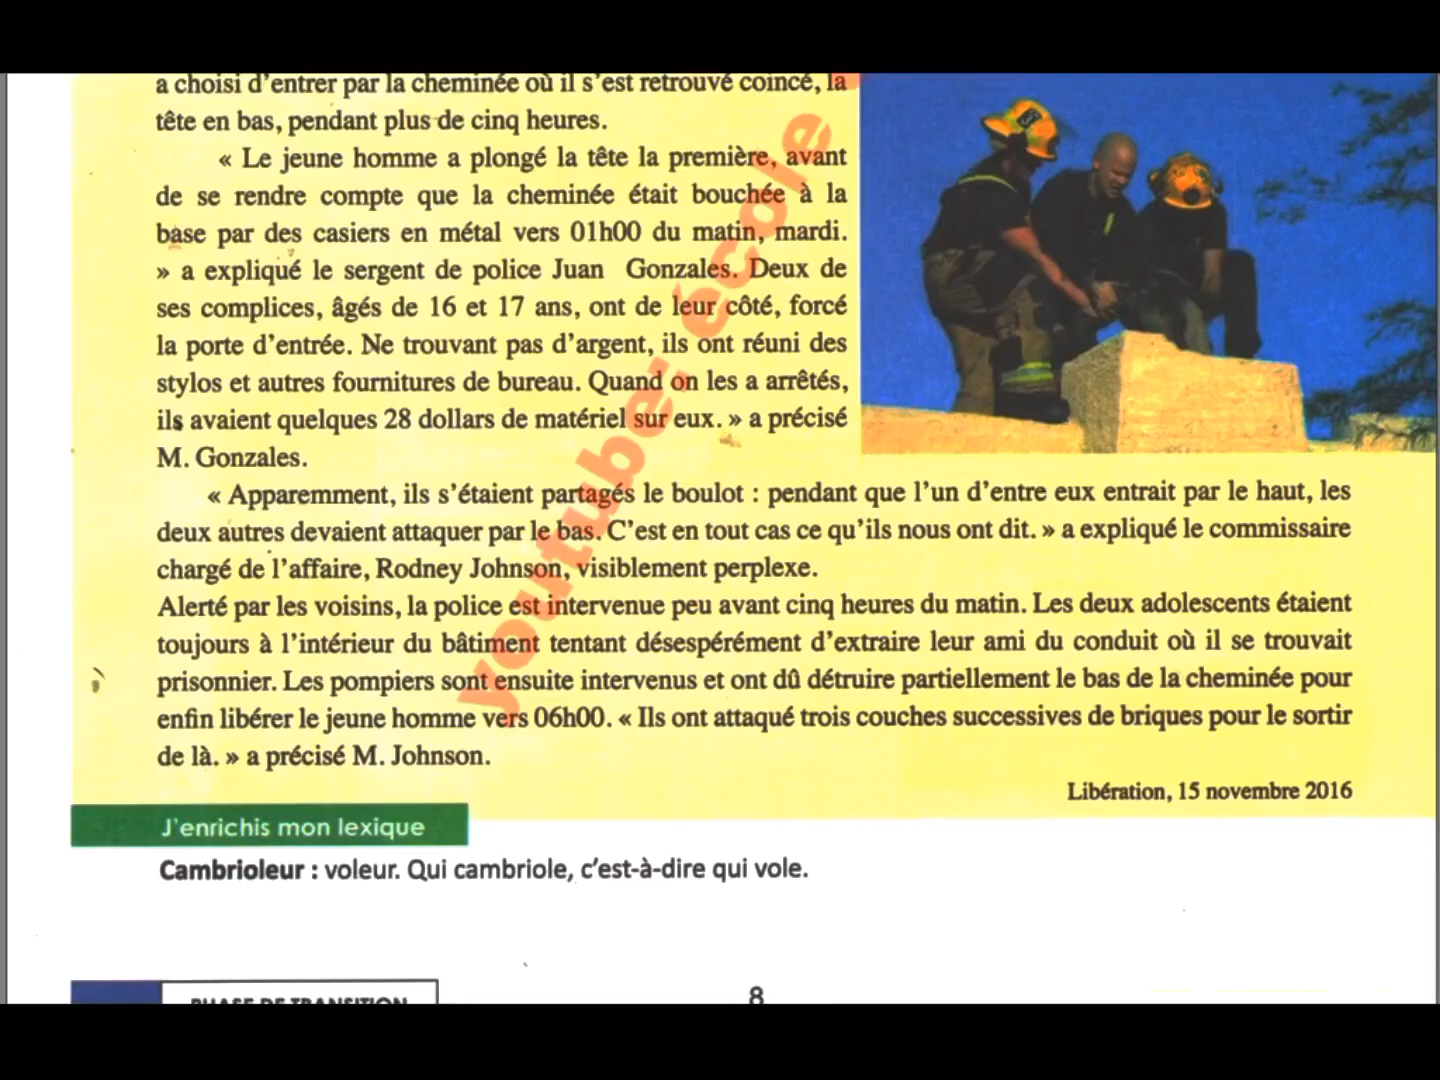 a choisi d'entrer par la cheminée où il s'est retrouvé coincé, la
tête en bas, pendant plus de cinq heures.
« Le jeune homme a plongé la tête la première, avant
de se rendre compte que la cheminée était bouchée à la
base par des casiers en métal vers 01h00 du matin, mardi.
» a expliqué le sergent de police Juan Gonzales. Deux de
ses complices, âgés de 16 et 17 ans, ont de leur côté, forcé
la porte d'entrée. Ne trouvant pas d'argent, ils ont réuni des
stylos et autres fournitures de bureau. Quand on les a arrêtés,
ils avaient quelques 28 dollars de matériel sur eux. » a précisé
M. Gonzales.
« Apparemment, ils s'étaient partagés le boulot : pendant que l'un d'entre eux entrait par le haut, les
deux autres devaient attaquer par le bas. C'est en tout cas ce qu'ils nous ont dit. » a expliqué le commissaire
chargé de l'affaire, Rodney Johnson, visiblement perplexe.
Alerté par les voisins, la police est intervenue peu avant cinq heures du matin. Les deux adolescents étaient
toujours à l'intérieur du bâtiment tentant désespérément d'extraire leur ami du conduit où il se trouvait
prisonnier. Les pompiers sont ensuite intervenus et ont dû détruire partiellement le bas de la cheminée pour
enfin libérer le jeune homme vers 06h00. « Ils ont attaqué trois couches successives de briques pour le sortir
de là. » a précisé M. Johnson.
Libération, 15 novembre 2016
J'enrichis mon lexique
Cambrioleur : voleur. Qui cambriole, c'est-à-dire qui vole.
PHASE DE TRANSITION
8
youtube: école